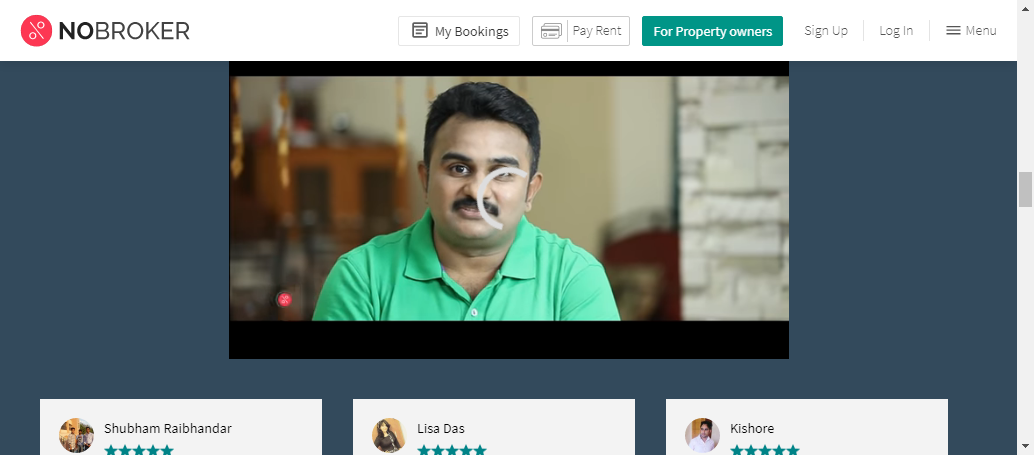 NOBROKER
My Bookings
Pay Rent
For Property owners
Sign Up
Log In
Menu
Shubham Raibhandar
Lisa Das
Kishore